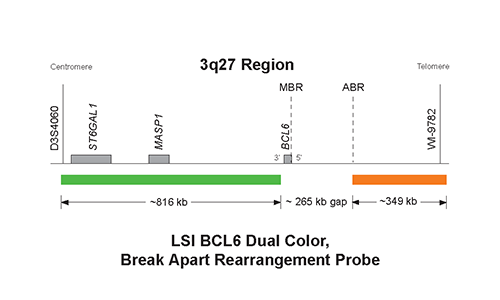 3q27 Region
Centromere
Telomere
MBR
ABR
D3S4060
ST6GAL1
MASP1
BCL6
WI-9782
3'
5'
~816 kb
~ 265 kb gap
~349 kb
LSI BCL6 Dual Color,
Break Apart Rearrangement Probe